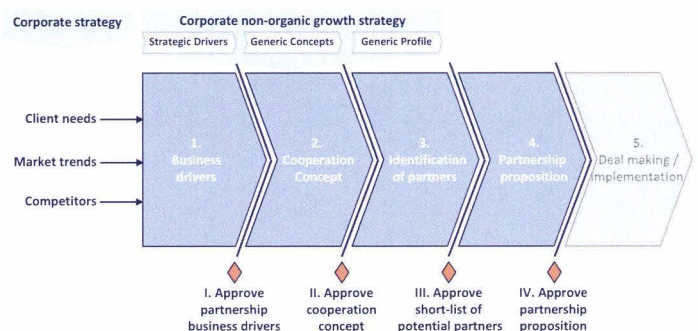 Corporate strategy
Corporate non-organic growth strategy
Strategic Drivers
Generic Concepts
Generic Profile
Client needs
Market trends
Competitors
1.
Business
drivers
2.
Cooperation
Concept
3.
Identification
of partners
4.
Partnership
proposition
5.
Deal making /
implementation
I. Approve
partnership
business drivers
II. Approve
cooperation
concept
III. Approve
short-list of
potential partners
IV. Approve
partnership
proposition